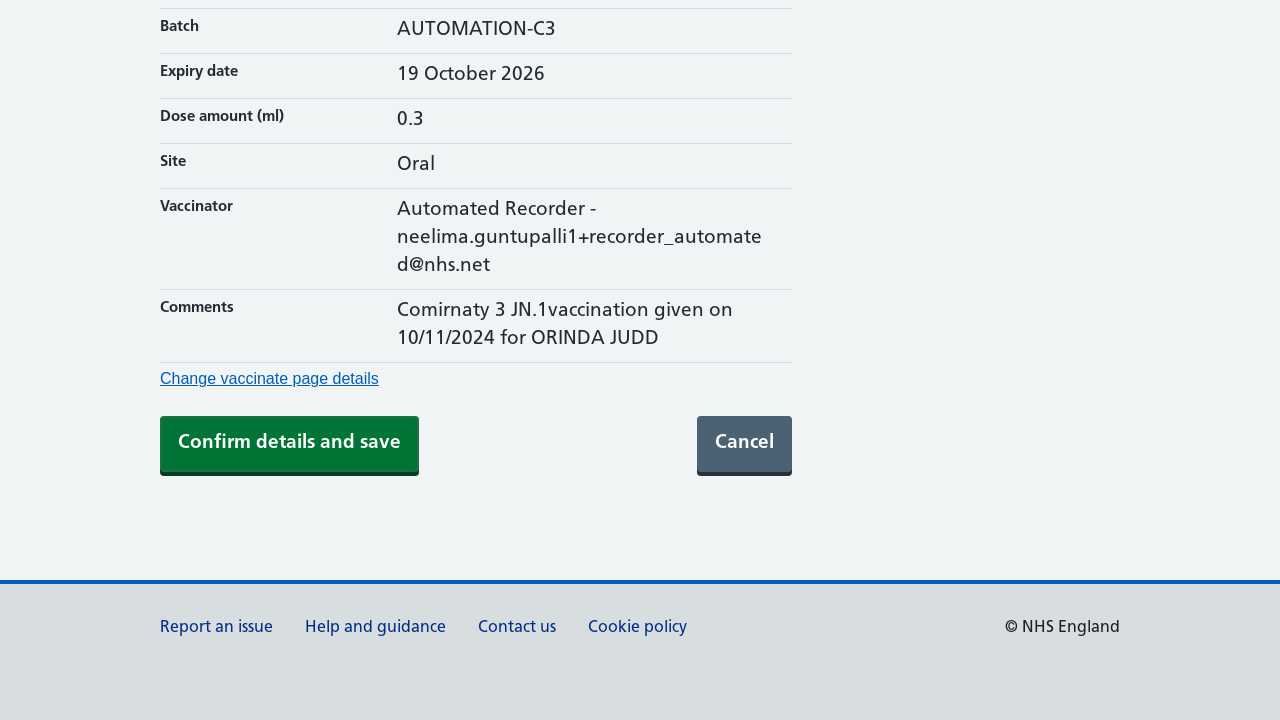 Batch
AUTOMATION-C3
Expiry date
19 October 2026
Dose amount (ml)
0.3
Site
Oral
Vaccinator
Automated Recorder -
neelima.guntupalli1+recorder_automate
d@nhs.net
Comments
Comirnaty 3 JN.1vaccination given on
10/11/2024 for ORINDA JUDD
Change vaccinate page details
Confirm details and save
Cancel
Report an issue
Help and guidance
Contact us
Cookie policy
© NHS England